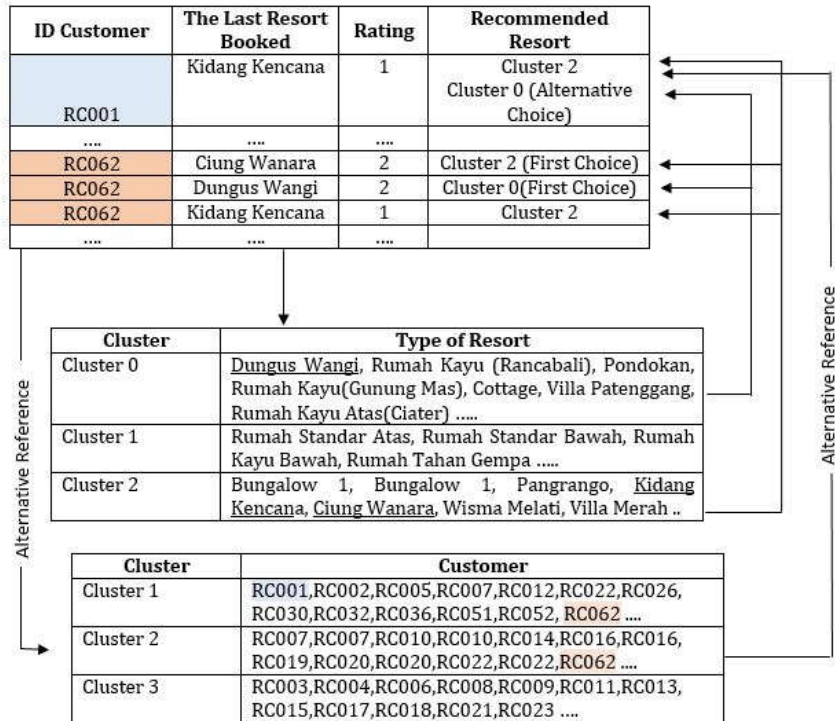 ID Customer
The Last Resort Booked
Rating
Recommended Resort
RC001
Kidang Kencana
1
Cluster 2
Cluster 0 (Alternative
Choice)
....
....
....
RC062
Ciung Wanara
2
Cluster 2 (First Choice)
RC062
Dungus Wangi
2
Cluster 0(First Choice)
RC062
Kidang Kencana
1
Cluster 2
....
....
....
Alternative Reference
Alternative Reference
Cluster
Type of Resort
Cluster 0
Dungus Wangi, Rumah Kayu (Rancabali), Pondokan,
Rumah Kayu(Gunung Mas), Cottage, Villa Patenggang,
Rumah Kayu Atas(Ciater) .....
Cluster 1
Rumah Standar Atas, Rumah Standar Bawah, Rumah
Kayu Bawah, Rumah Tahan Gempa .....
Cluster 2
Bungalow 1, Bungalow 1, Pangrango, Kidang
Kencana, Ciung Wanara, Wisma Melati, Villa Merah ..
Cluster
Customer
Cluster 1
RC001,RC002,RC005,RC007,RC012,RC022,RC026,
RC030,RC032,RC036,RC051,RC052, RC062 ....
Cluster 2
RC007,RC007,RC010,RC010,RC014,RC016,RC016,
RC019,RC020,RC020,RC022,RC022,RC062 ....
Cluster 3
RC003,RC004,RC006,RC008,RC009,RC011,RC013,
RC015,RC017,RC018,RC021,RC023 ....